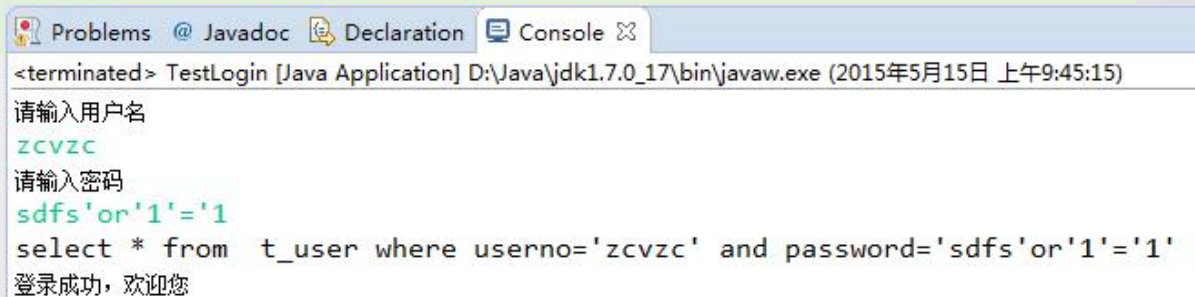 Problems @ Javadoc Declaration Console
<terminated> TestLogin [Java Application] D:\Java\jdk1.7.0_17\bin\javaw.exe (2015年5月15日 上午9:45:15)
请输入用户名
zcvzc
请输入密码
sdfs'or'1'='1
select * from  t_user where userno='zcvzc' and password='sdfs'or'1'='1'
登录成功，欢迎您